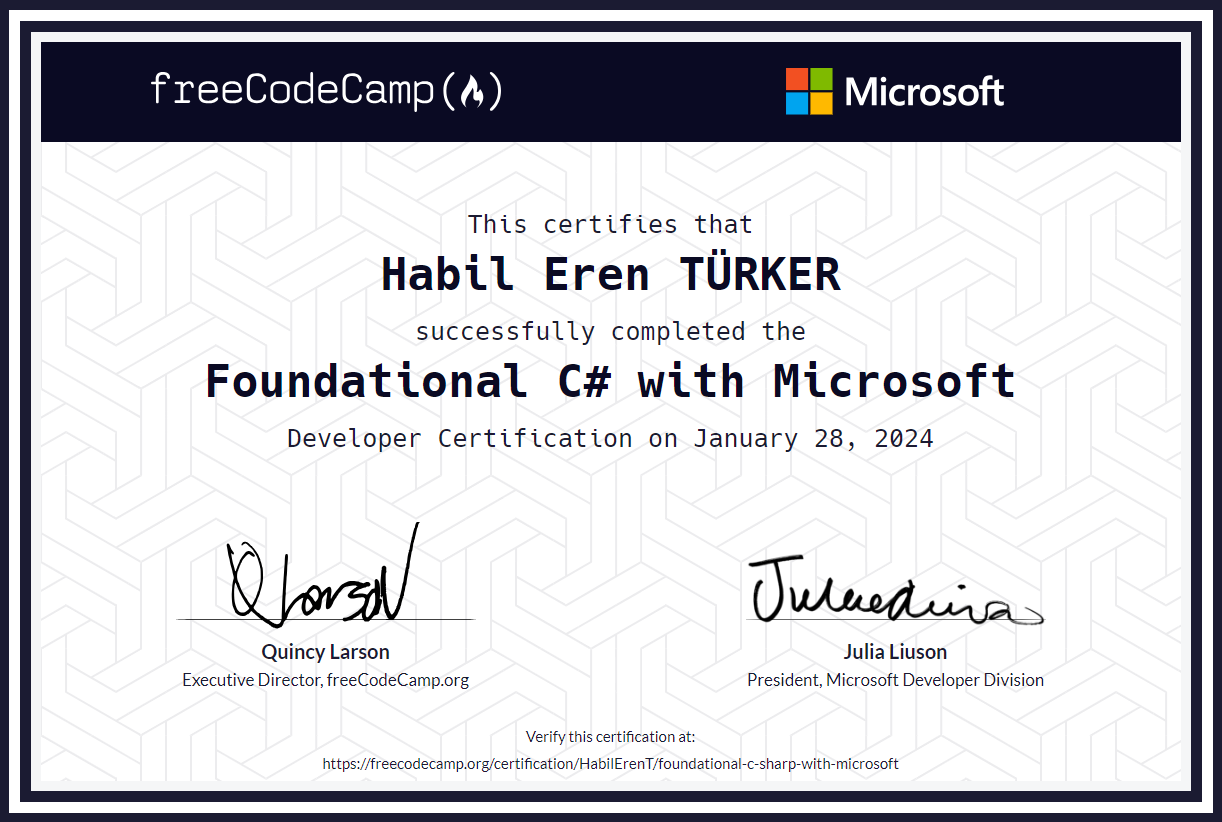 freeCodeCamp
Microsoft
This certifies that
Habil Eren TÜRKER
successfully completed the
Foundational C# with Microsoft
Developer Certification on January 28, 2024
Quincy Larson
Executive Director, freeCodeCamp.org
Julia Liuson
President, Microsoft Developer Division
Verify this certification at:
https://freecodecamp.org/certification/HabilErenT/foundational-c-sharp-with-microsoft